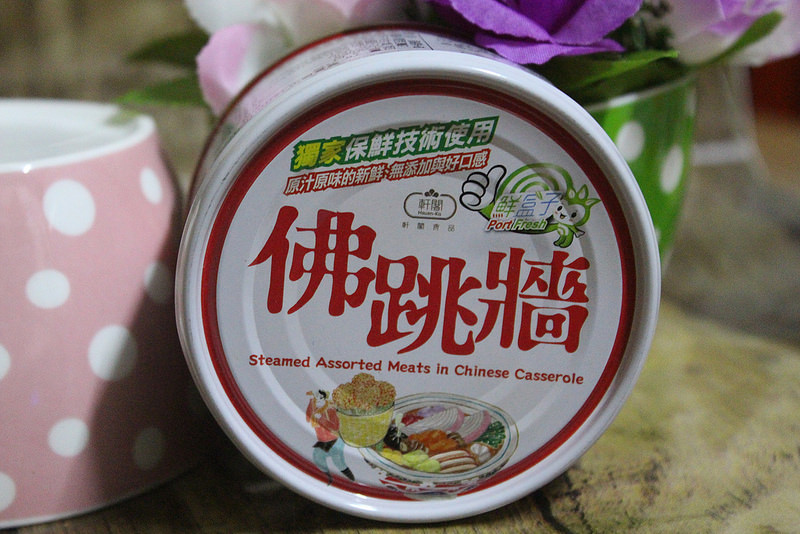 獨家保鮮技術使用
原汁原味的新鮮‧無添加與好口感
軒閣
Hsuan-Ko
軒閣食品
鮮盒子
Port Fresh
佛跳牆
Steamed Assorted Meats in Chinese Casserole